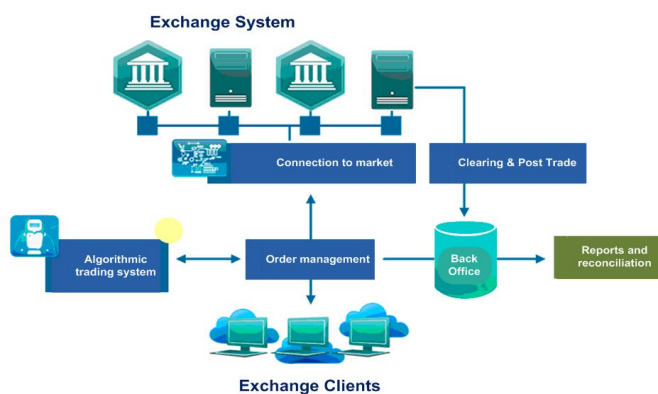 Exchange System
Connection to market
Clearing & Post Trade
Algorithmic
trading system
Order management
Back
Office
Reports and
reconciliation
Exchange Clients